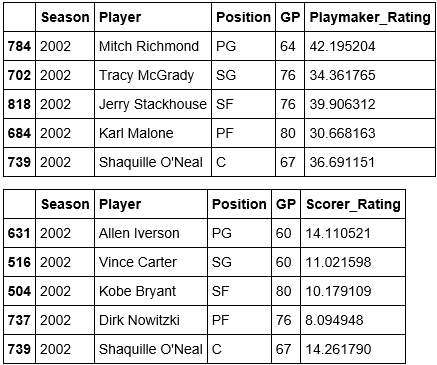 Season Player Position GP Playmaker_Rating
784 2002 Mitch Richmond PG 64 42.195204
702 2002 Tracy McGrady SG 76 34.361765
818 2002 Jerry Stackhouse SF 76 39.906312
684 2002 Karl Malone PF 80 30.668163
739 2002 Shaquille O'Neal C 67 36.691151
Season Player Position GP Scorer_Rating
631 2002 Allen Iverson PG 60 14.110521
516 2002 Vince Carter SG 60 11.021598
504 2002 Kobe Bryant SF 80 10.179109
737 2002 Dirk Nowitzki PF 76 8.094948
739 2002 Shaquille O'Neal C 67 14.261790